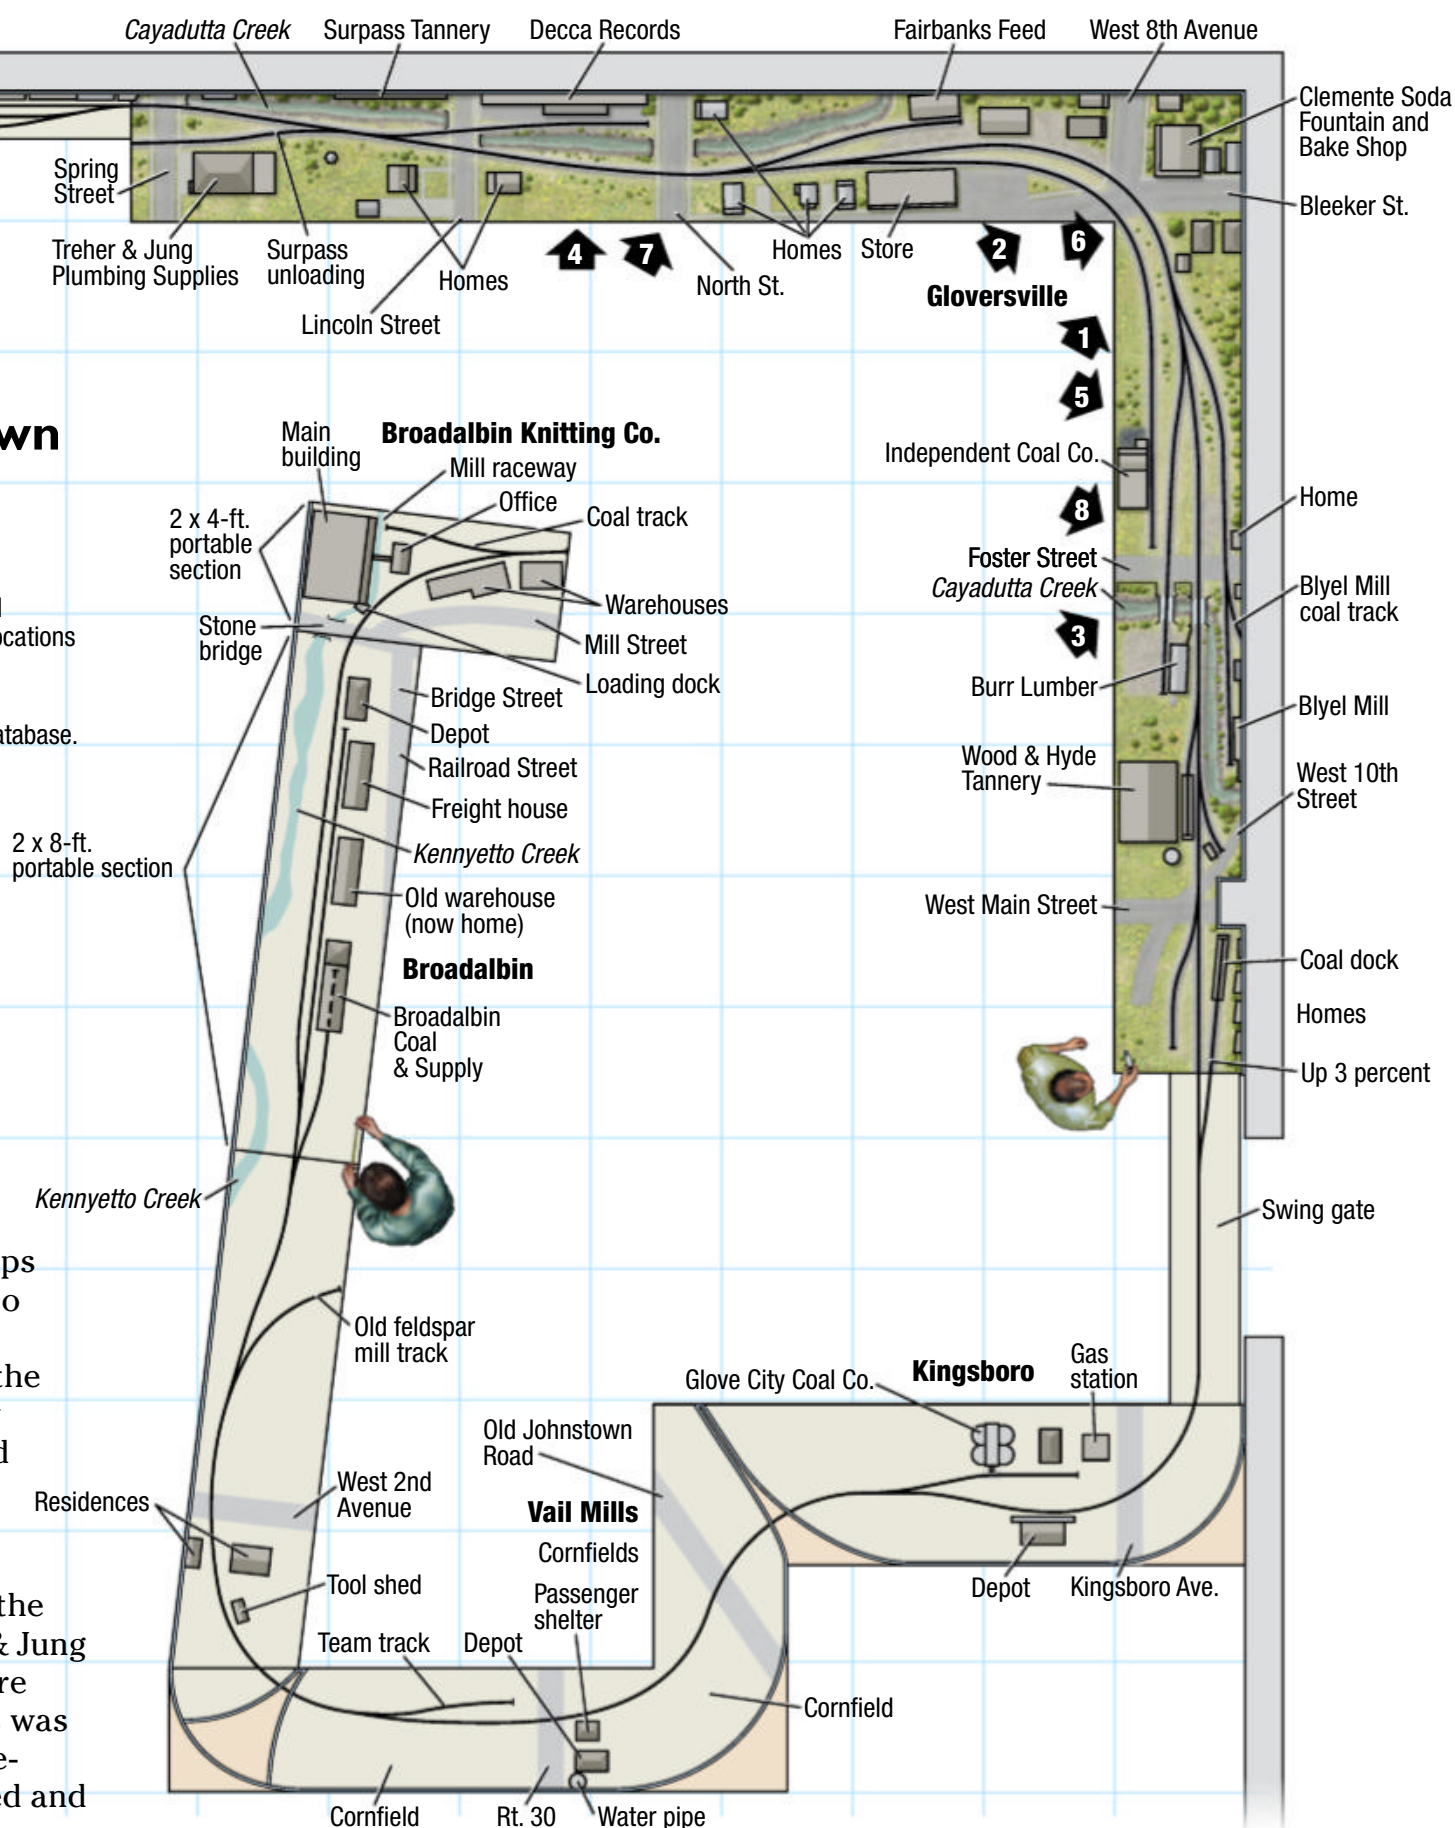 Cayadutta Creek
Surpass Tannery
Decca Records
Fairbanks Feed
West 8th Avenue
Clemente Soda
Fountain and
Bake Shop
Spring
Street
Bleeker St.
Treher & Jung
Plumbing Supplies
Surpass
unloading
Homes
Lincoln Street
4
7
North St.
Homes
Store
2
6
Gloversville
1
5
wn
Main
building
Broadalbin Knitting Co.
Mill raceway
Office
Coal track
2 x 4-ft.
portable
section
Independent Coal Co.
8
Home
Foster Street
Cayadutta Creek
Blyel Mill
coal track
Warehouses
ocations
Stone
bridge
Mill Street
3
Loading dock
Burr Lumber
Bridge Street
Blyel Mill
Depot
atabase.
Railroad Street
Wood & Hyde
Tannery
West 10th
Street
Freight house
2 x 8-ft.
portable section
Kennyetto Creek
Old warehouse
(now home)
West Main Street
Broadalbin
Coal dock
Broadalbin
Coal
& Supply
Homes
Up 3 percent
Kennyetto Creek
Swing gate
ps
o
Old feldspar
mill track
the
Glove City Coal Co.
Kingsboro
Gas
station
Old Johnstown
Road
d
Residences
West 2nd
Avenue
Vail Mills
Cornfields
Tool shed
Passenger
shelter
Depot
Kingsboro Ave.
the
Team track
Depot
& Jung
re
Cornfield
was
e-
ed and
Cornfield
Rt. 30
Water pipe